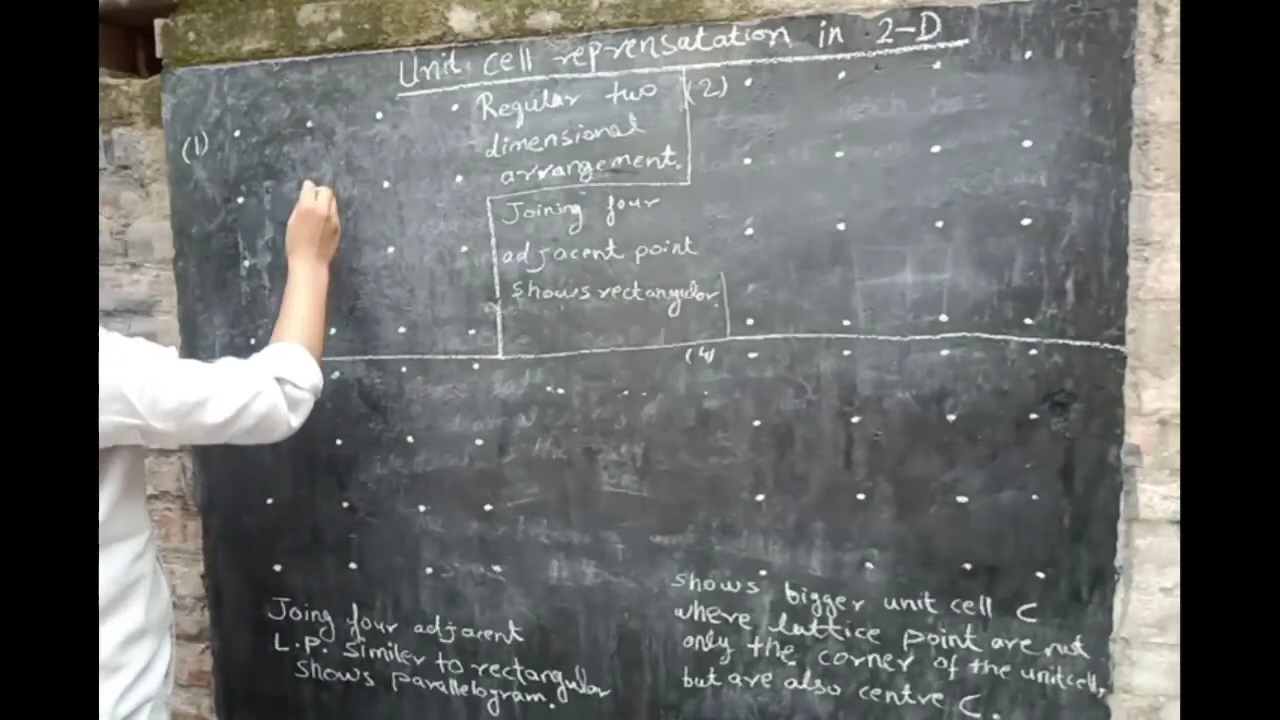 Unit cell reprensatation in 2-D
(1)
Regular two
dimensional
arrangement.
(2)
Joining four
adjacent point
shows rectangular.
(4)
Joing four adjacent
L.P. similer to rectangular
shows parallelogram.
shows bigger unit cell C
where lattice point are not
only the corner of the unitcell,
but are also centre C.